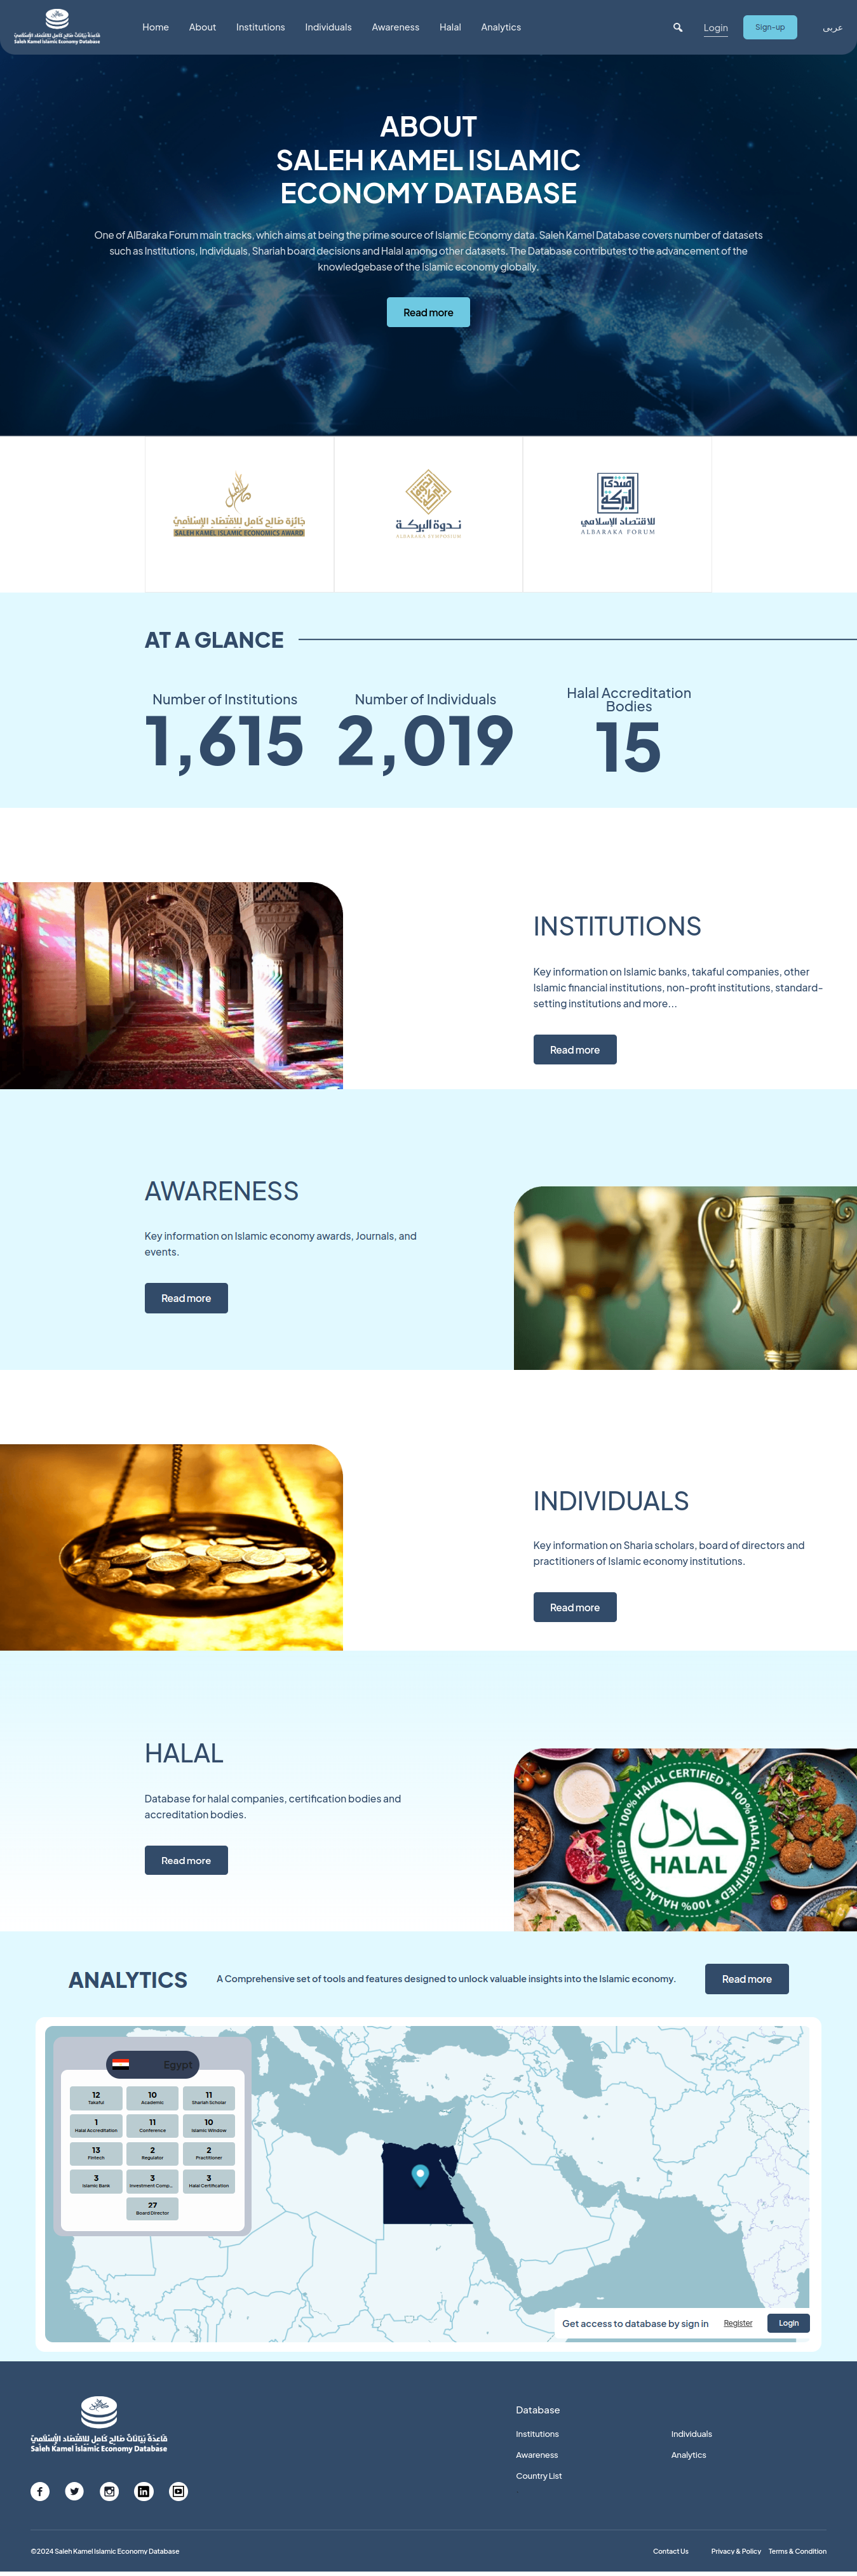 قاعدة بيانات صالح كامل للاقتصاد الإسلامي
Saleh Kamel Islamic Economy Database
Home About Institutions Individuals Awareness Halal Analytics Login Sign-up عربى
ABOUT
SALEH KAMEL ISLAMIC
ECONOMY DATABASE
One of AlBaraka Forum main tracks, which aims at being the prime source of Islamic Economy data. Saleh Kamel Database covers number of datasets
such as Institutions, Individuals, Shariah board decisions and Halal among other datasets. The Database contributes to the advancement of the
knowledgebase of the Islamic economy globally.
Read more
جائزة صالح كامل للاقتصاد الإسلامي
SALEH KAMEL ISLAMIC ECONOMICS AWARD
ندوة البركة
ALBARAKA SYMPOSIUM
منتدى البركة
للاقتصاد الإسلامي
ALBARAKA FORUM
AT A GLANCE
Number of Institutions
1,615
Number of Individuals
2,019
Halal Accreditation
Bodies
15
INSTITUTIONS
Key information on Islamic banks, takaful companies, other
Islamic financial institutions, non-profit institutions, standard-
setting institutions and more...
Read more
AWARENESS
Key information on Islamic economy awards, Journals, and
events.
Read more
INDIVIDUALS
Key information on Sharia scholars, board of directors and
practitioners of Islamic economy institutions.
Read more
HALAL
Database for halal companies, certification bodies and
accreditation bodies.
Read more
100% HALAL CERTIFIED * 100% HALAL CERTIFIED * 100% HALAL CERTIFIED
حلال
HALAL
ANALYTICS
A Comprehensive set of tools and features designed to unlock valuable insights into the Islamic economy.
Read more
Egypt
12 10 11
Takaful Academic Shariah Scholar
1 11 10
Halal Accreditation Conference Islamic Window
13 2 2
Fintech Regulator Practitioner
3 3 3
Islamic Bank Investment Comp... Halal Certification
27
Board Director
Get access to database by sign in Register Login
قاعدة بيانات صالح كامل للاقتصاد الإسلامي
Saleh Kamel Islamic Economy Database
Database
Institutions Individuals
Awareness Analytics
Country List
©2024 Saleh Kamel Islamic Economy Database
Contact Us Privacy & Policy Terms & Condition